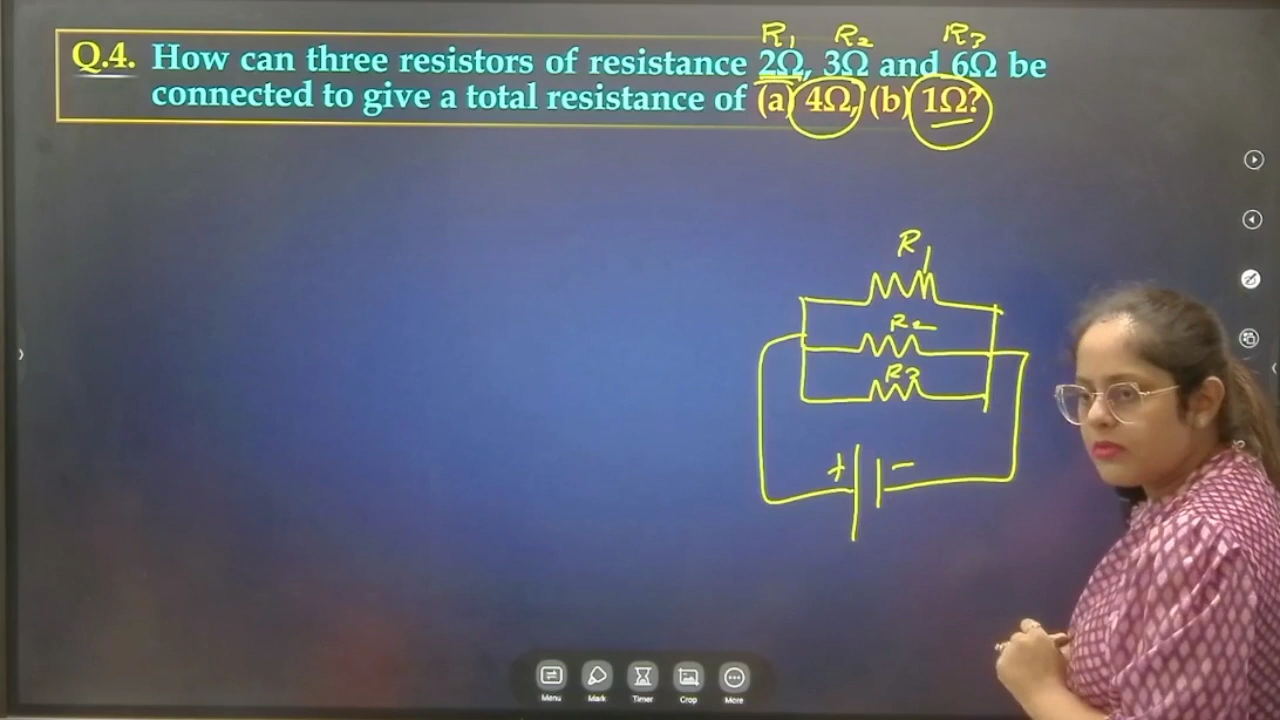 R₁ R₂ R₃
Q.4. How can three resistors of resistance 2Ω, 3Ω and 6Ω be
connected to give a total resistance of (a) 4Ω, (b) 1Ω?
R₁
R₂
R₃
+ −
Menu Mark Timer Crop More